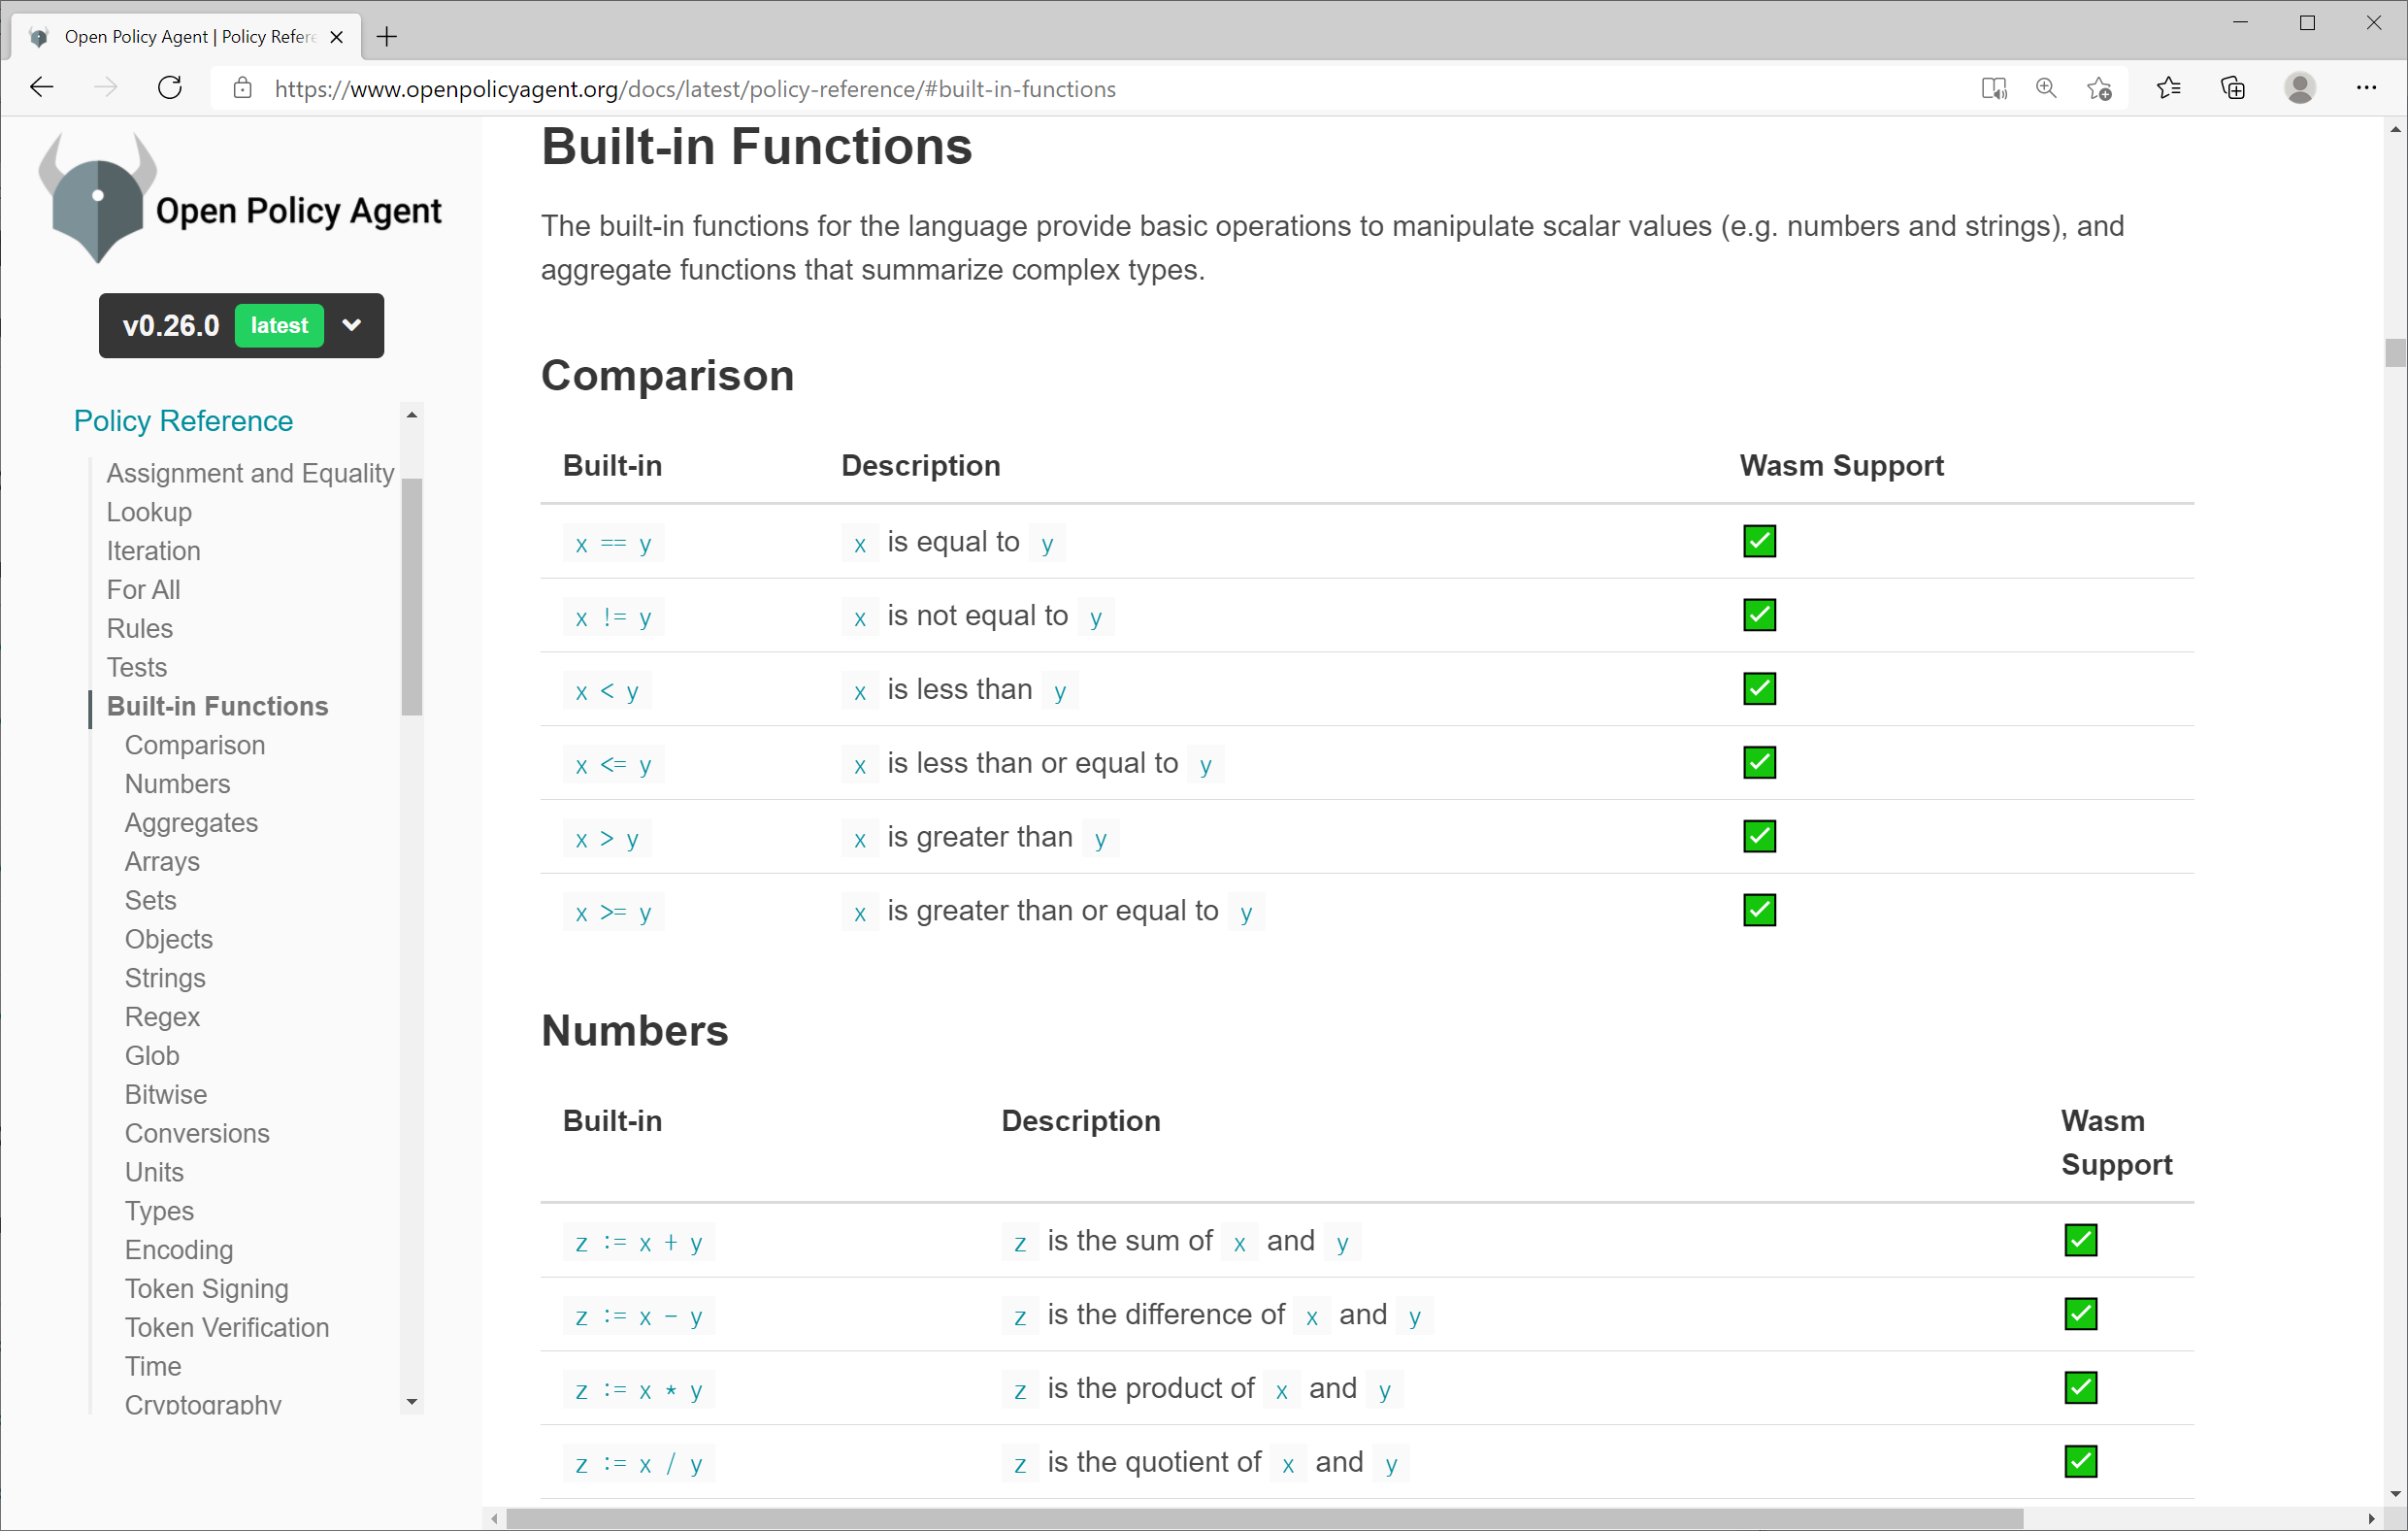 Open Policy Agent | Policy Refere
https://www.openpolicyagent.org/docs/latest/policy-reference/#built-in-functions
Open Policy Agent
v0.26.0 latest
Policy Reference
Assignment and Equality
Lookup
Iteration
For All
Rules
Tests
Built-in Functions
Comparison
Numbers
Aggregates
Arrays
Sets
Objects
Strings
Regex
Glob
Bitwise
Conversions
Units
Types
Encoding
Token Signing
Token Verification
Time
Cryptography
Built-in Functions
The built-in functions for the language provide basic operations to manipulate scalar values (e.g. numbers and strings), and
aggregate functions that summarize complex types.
Comparison
Built-in Description Wasm Support
x == y x is equal to y ✅
x != y x is not equal to y ✅
x < y x is less than y ✅
x <= y x is less than or equal to y ✅
x > y x is greater than y ✅
x >= y x is greater than or equal to y ✅
Numbers
Built-in Description Wasm
Support
z := x + y z is the sum of x and y ✅
z := x - y z is the difference of x and y ✅
z := x * y z is the product of x and y ✅
z := x / y z is the quotient of x and y ✅